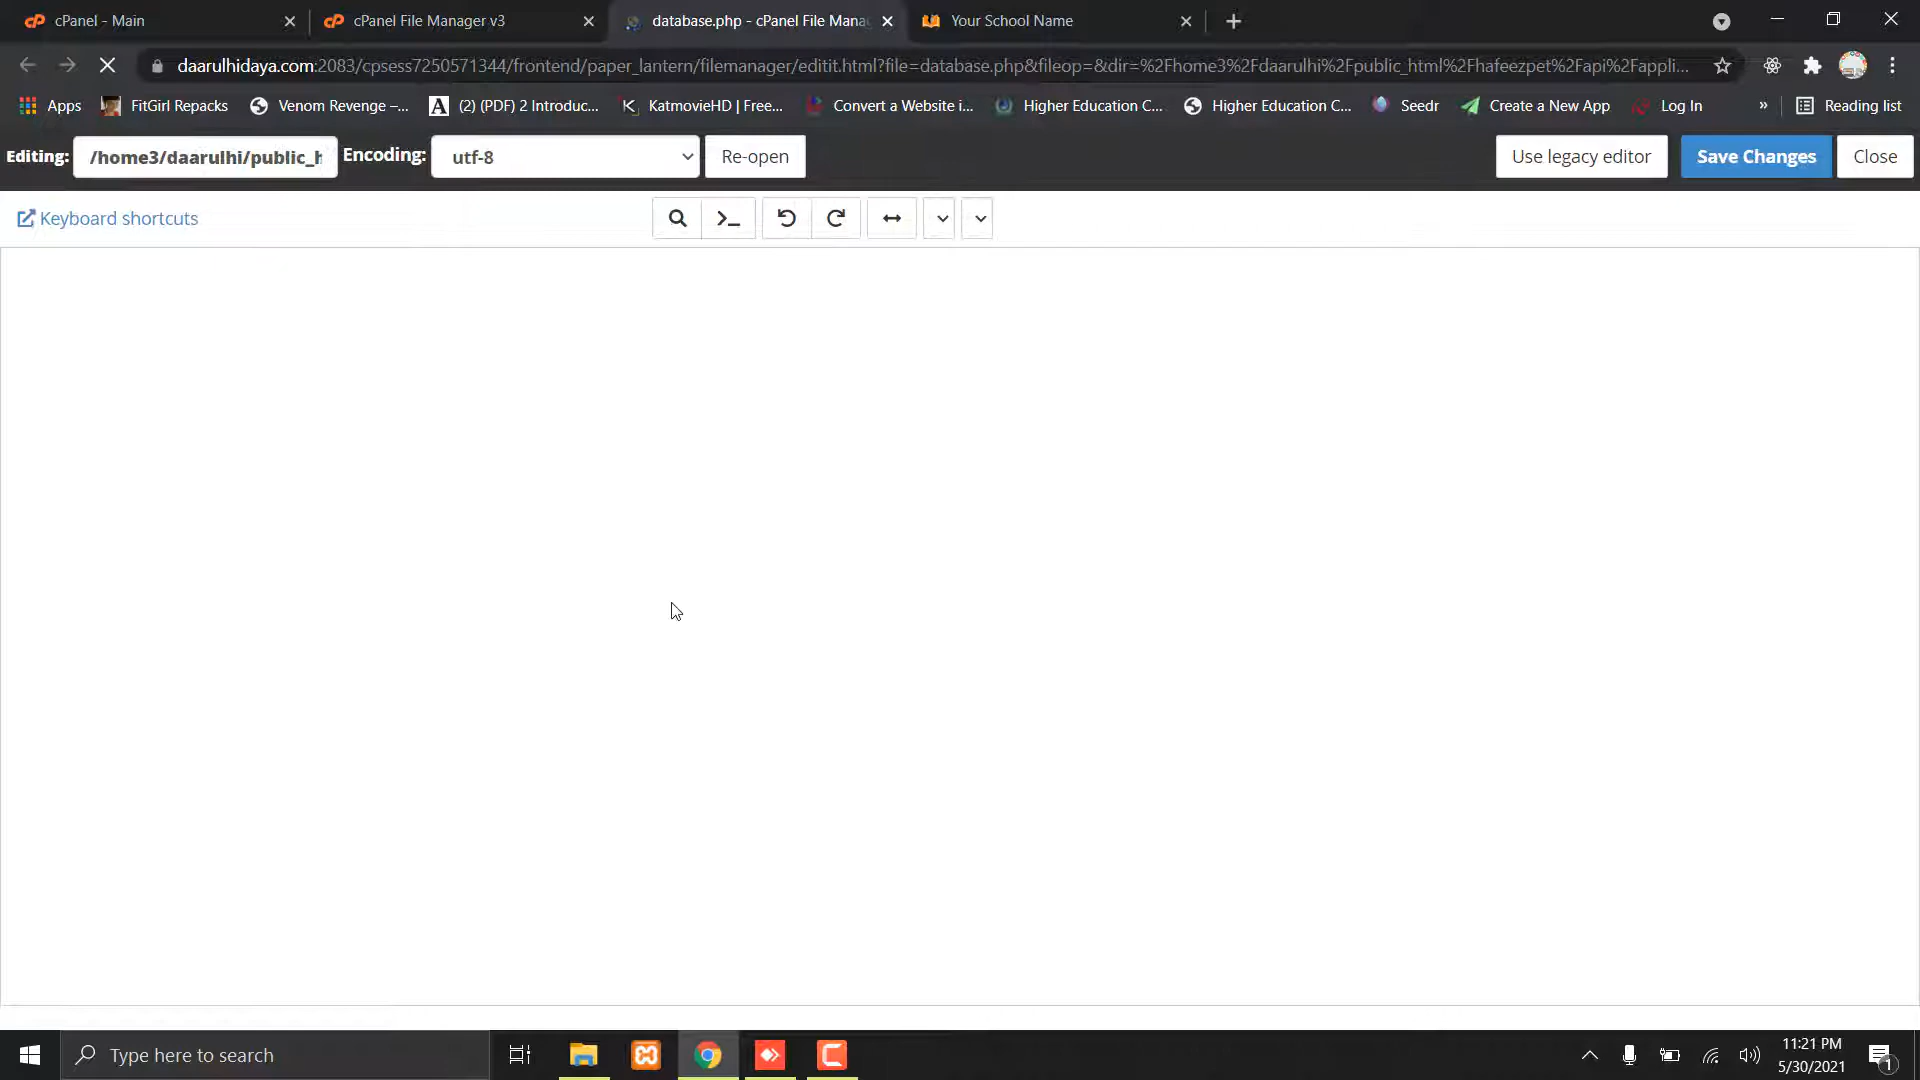 cPanel - Main
cPanel File Manager v3
database.php - cPanel File Mana
Your School Name
daarulhidaya.com:2083/cpsess7250571344/frontend/paper_lantern/filemanager/editit.html?file=database.php&fileop=&dir=%2Fhome3%2Fdaarulhi%2Fpublic_html%2Fhafeezpet%2Fapi%2Fappli...
Apps
FitGirl Repacks
Venom Revenge –...
(2) (PDF) 2 Introduc...
KatmovieHD | Free...
Convert a Website i...
Higher Education C...
Higher Education C...
Seedr
Create a New App
Log In
»
Reading list
Editing:
/home3/daarulhi/public_h
Encoding:
utf-8
Re-open
Use legacy editor
Save Changes
Close
Keyboard shortcuts
Type here to search
11:21 PM
5/30/2021
1